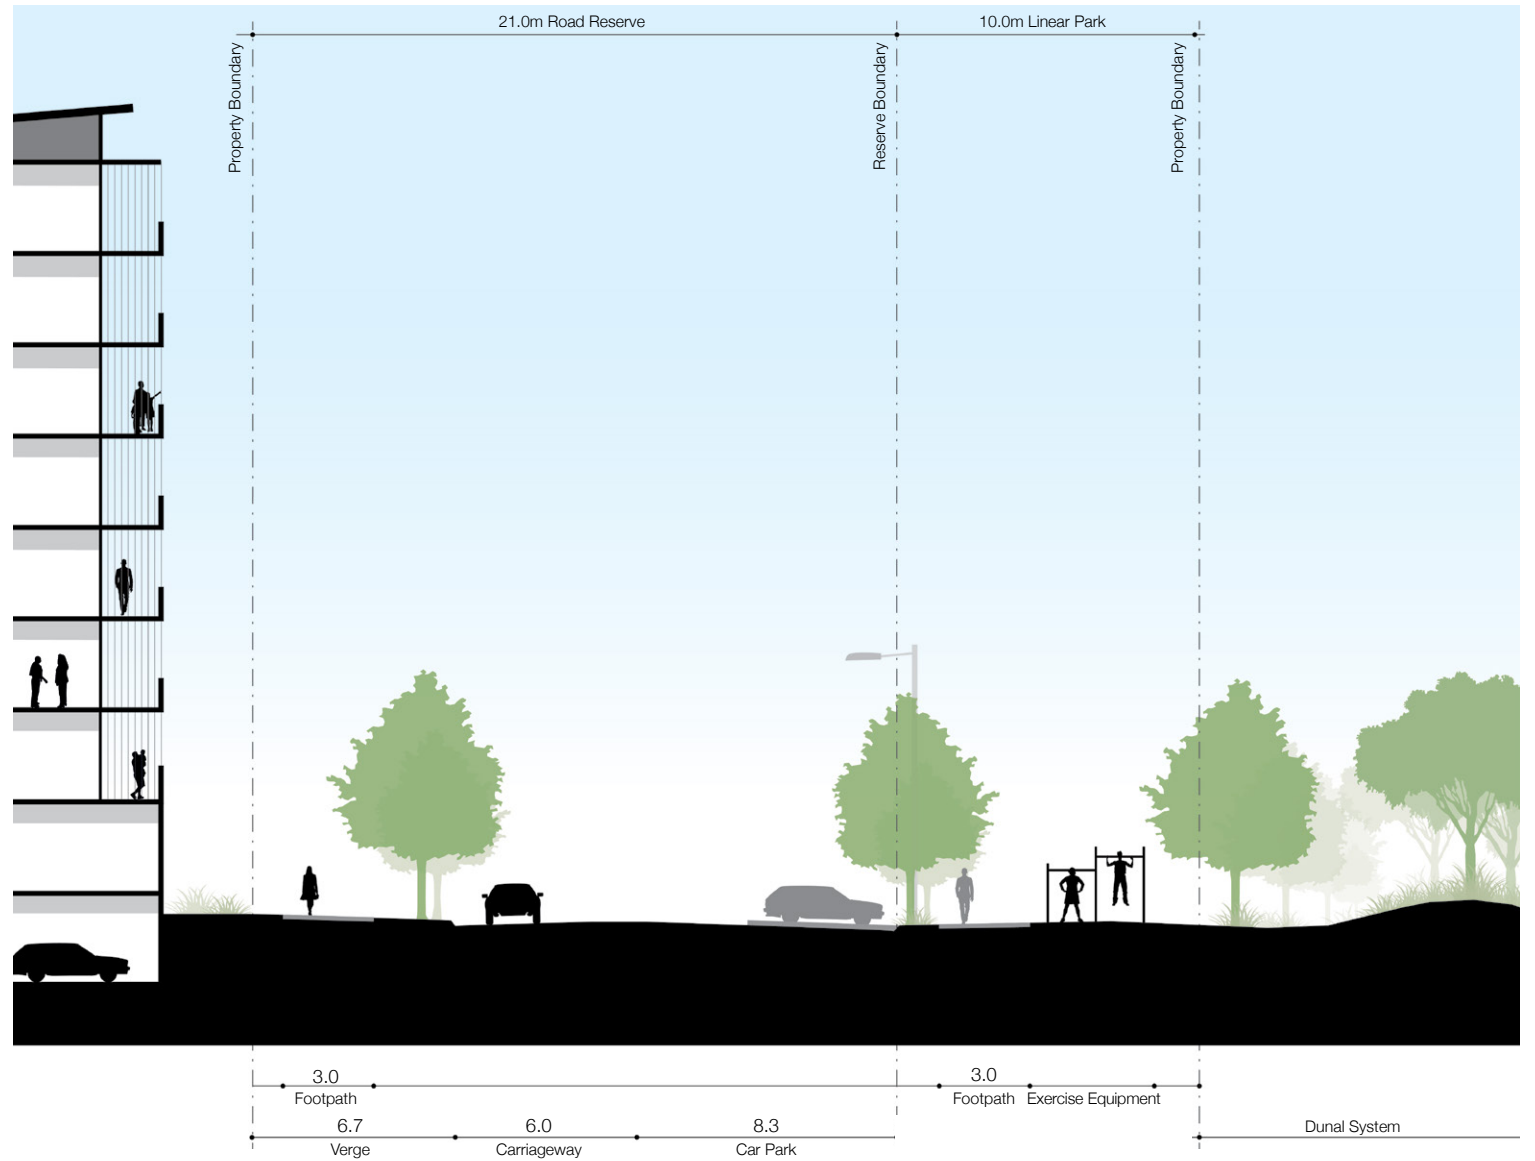 21.0m Road Reserve
10.0m Linear Park
Property Boundary
Reserve Boundary
Property Boundary
3.0
Footpath
3.0
Footpath
Exercise Equipment
6.7
Verge
6.0
Carriageway
8.3
Car Park
Dunal System